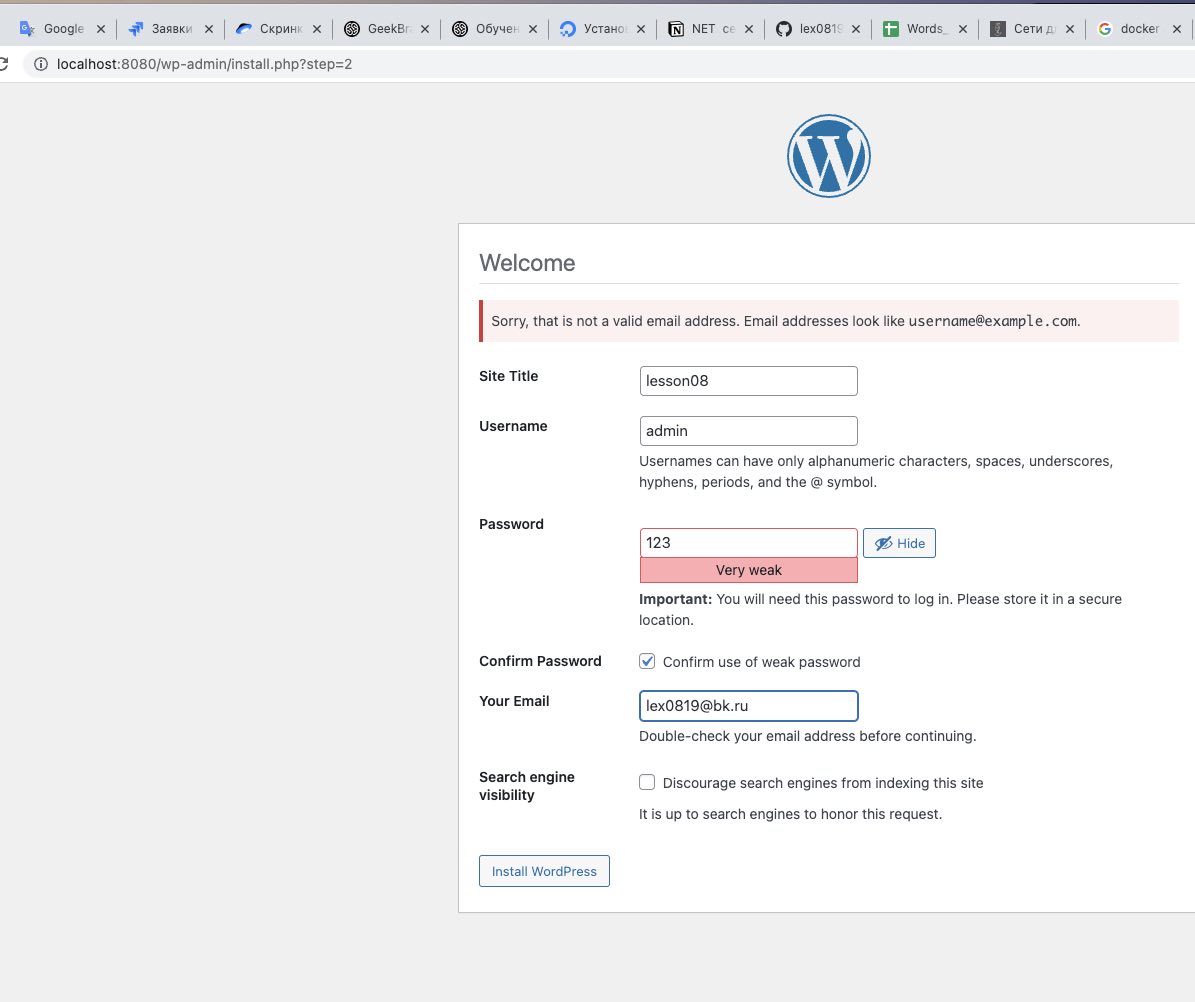 Google
Заявки
Скринк
GeekBra
Обучен
Установ
NET се
lex0819
Words_
Сети дл
docker
localhost:8080/wp-admin/install.php?step=2
Welcome
Sorry, that is not a valid email address. Email addresses look like username@example.com.
Site Title
lesson08
Username
admin
Usernames can have only alphanumeric characters, spaces, underscores,
hyphens, periods, and the @ symbol.
Password
123
Hide
Very weak
Important: You will need this password to log in. Please store it in a secure
location.
Confirm Password
Confirm use of weak password
Your Email
lex0819@bk.ru
Double-check your email address before continuing.
Search engine
visibility
Discourage search engines from indexing this site
It is up to search engines to honor this request.
Install WordPress